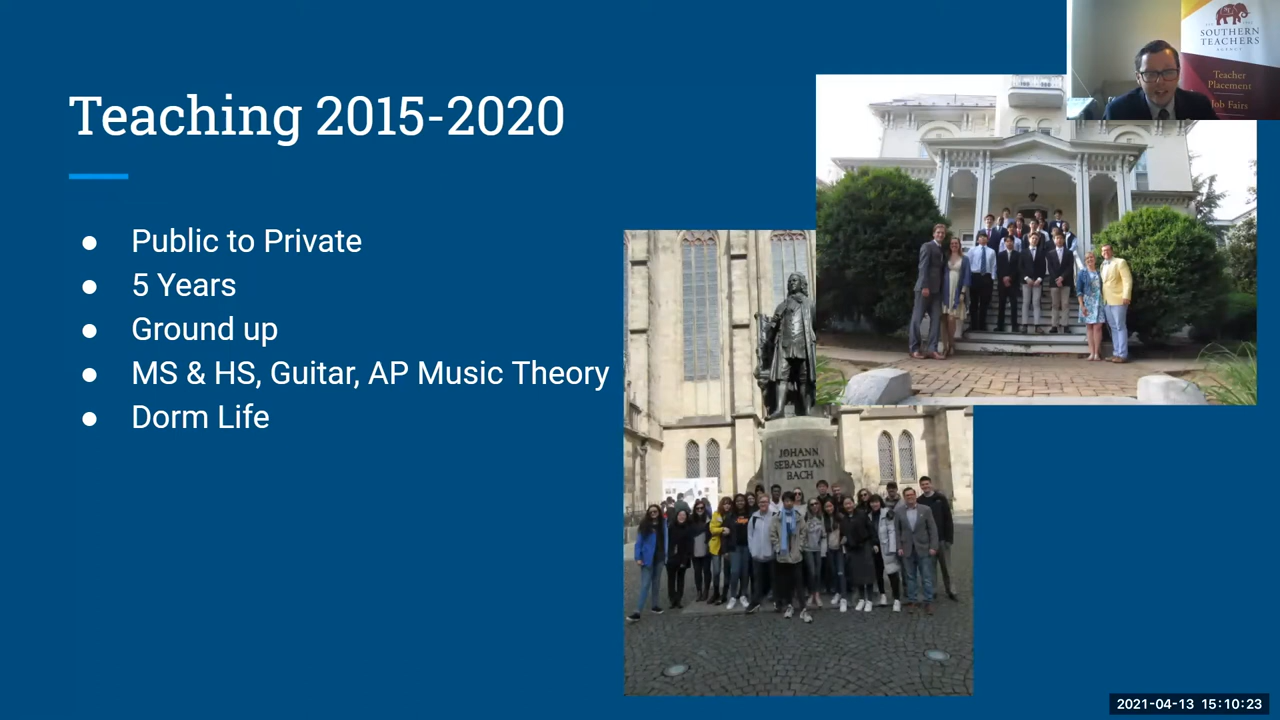 Teaching 2015-2020
Public to Private
5 Years
Ground up
MS & HS, Guitar, AP Music Theory
Dorm Life
JOHANN
SEBASTIAN
BACH
SOUTHERN
TEACHERS
AGENCY
Teacher
Placement
Job Fairs
2021-04-13 15:10:23